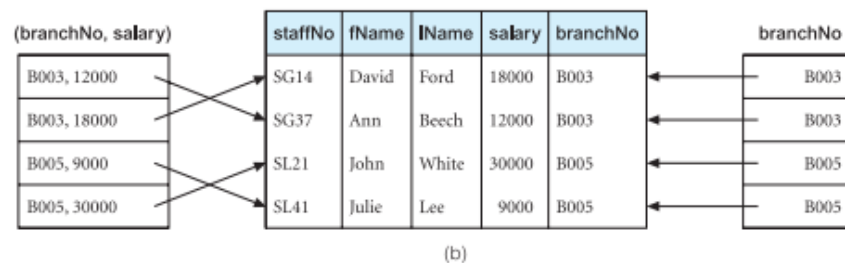 (branchNo, salary)
B003, 12000
B003, 18000
B005, 9000
B005, 30000
staffNo fName lName salary branchNo
SG14 David Ford 18000 B003
SG37 Ann Beech 12000 B003
SL21 John White 30000 B005
SL41 Julie Lee 9000 B005
branchNo
B003
B003
B005
B005
(b)